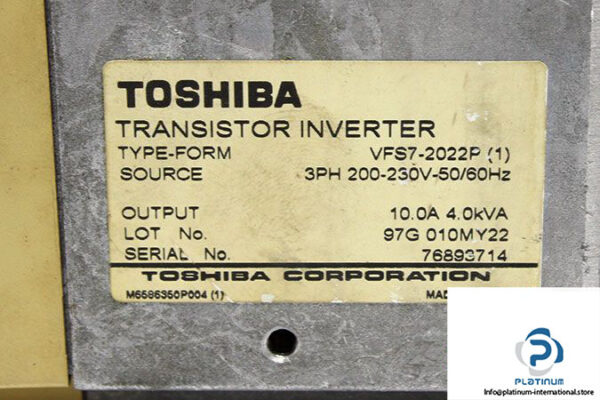 TOSHIBA
TRANSISTOR INVERTER
TYPE-FORM VFS7-2022P (1)
SOURCE 3PH 200-230V-50/60Hz
OUTPUT 10.0A 4.0kVA
LOT No. 97G 010MY22
SERIAL No. 76893714
TOSHIBA CORPORATION
M6586350P004 (1) MAD
PLATINUM
Info@platinum-international.store